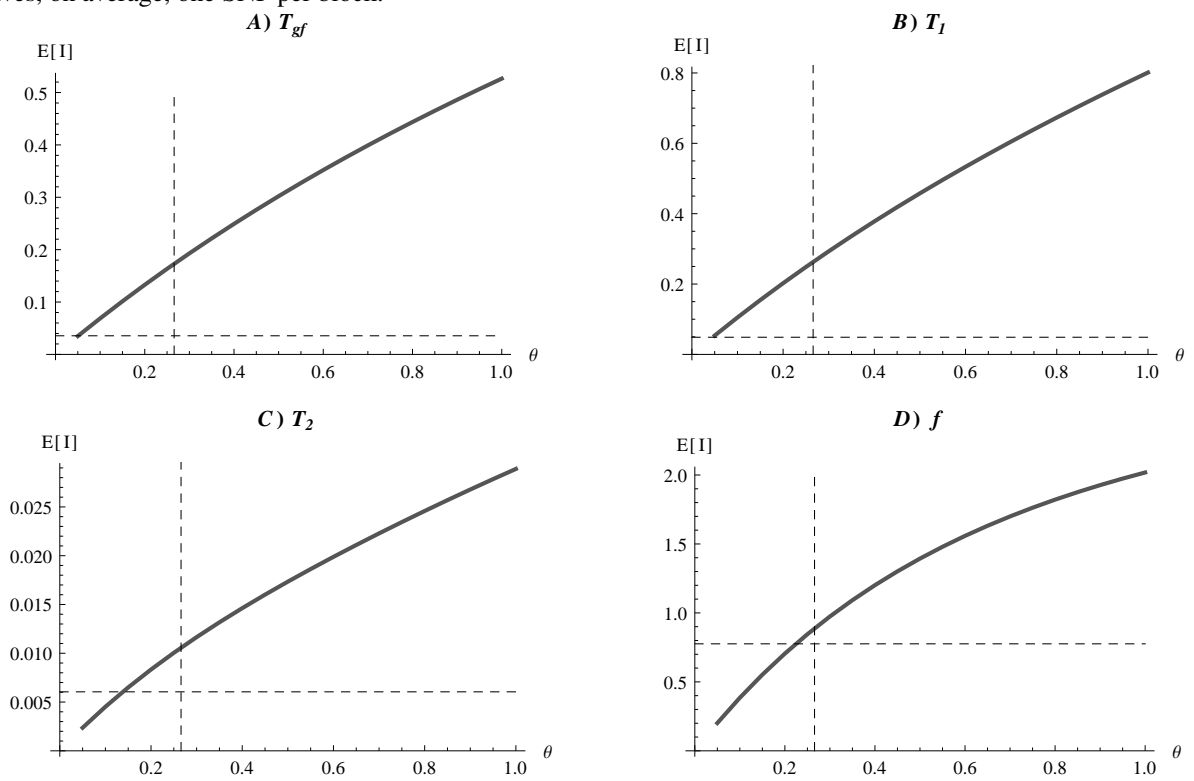 on average, one SNP per block.
A) T_gf
E[I]
0.5
0.4
0.3
0.2
0.1
0.2 0.4 0.6 0.8 1.0 θ
B) T_1
E[I]
0.8
0.6
0.4
0.2
0.2 0.4 0.6 0.8 1.0 θ
C) T_2
E[I]
0.025
0.020
0.015
0.010
0.005
0.2 0.4 0.6 0.8 1.0 θ
D) f
E[I]
2.0
1.5
1.0
0.5
0.2 0.4 0.6 0.8 1.0 θ